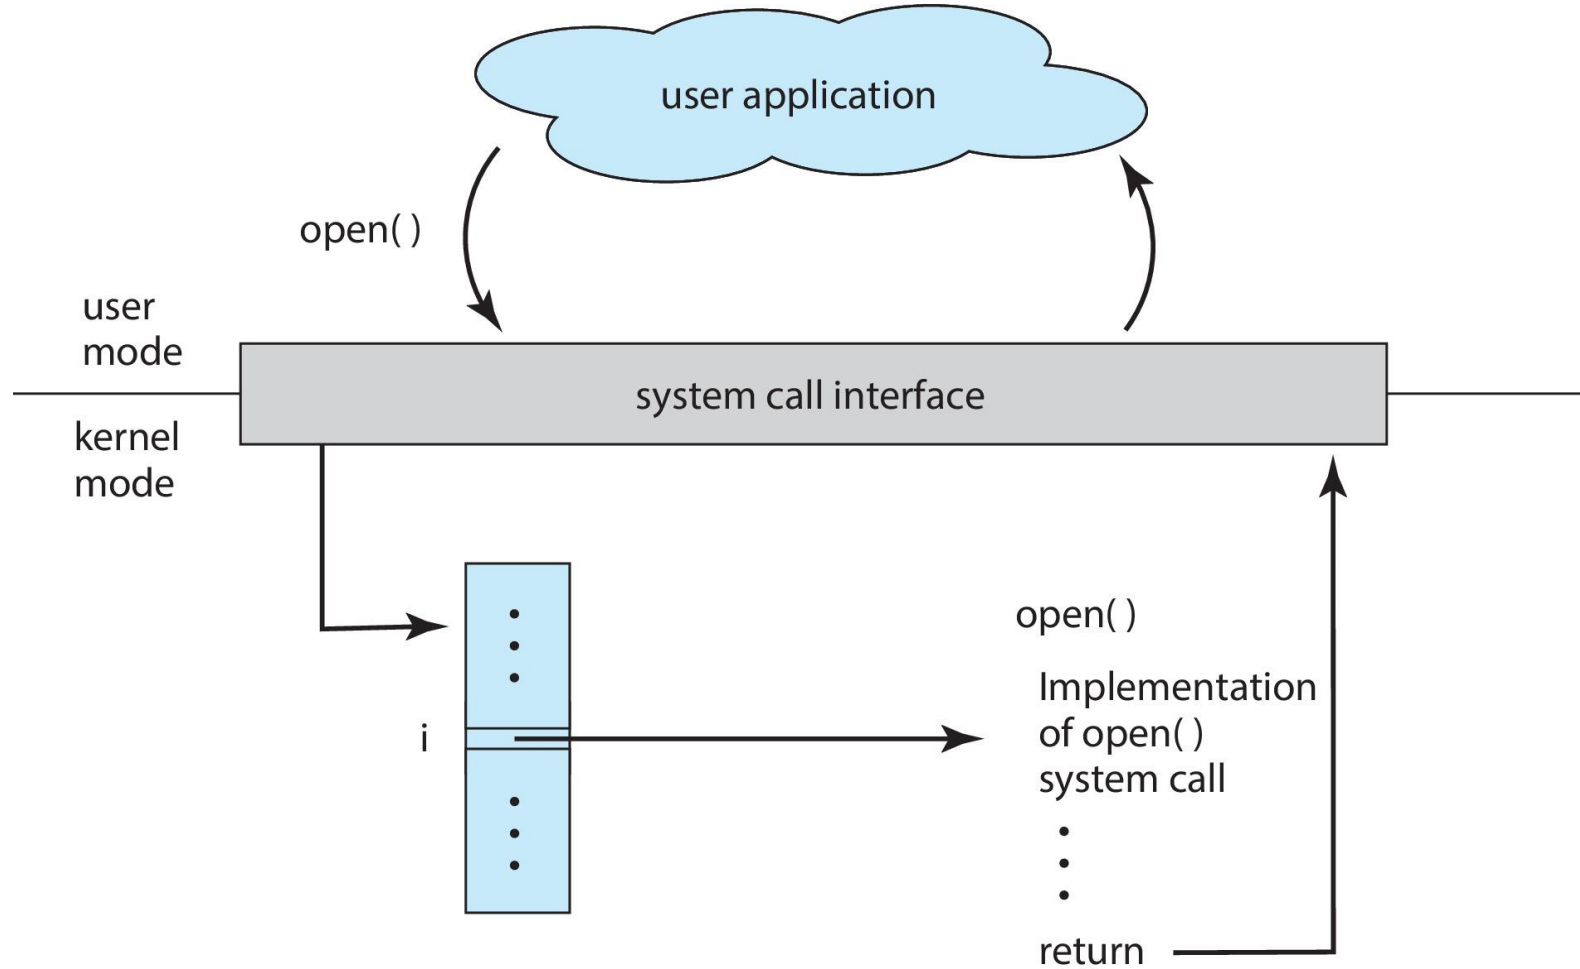 user application
open( )
user
mode
system call interface
kernel
mode
open( )
Implementation
of open( )
system call
i
return